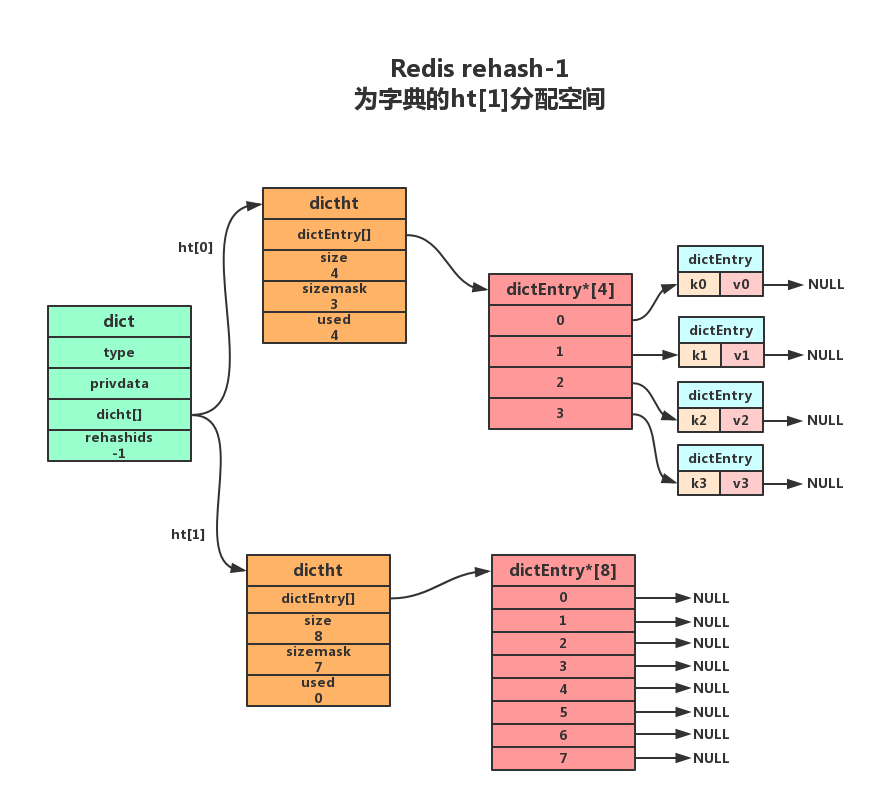 Redis rehash-1
为字典的ht[1]分配空间
dict
type
privdata
dicht[]
rehashids
-1
ht[0]
dictht
dictEntry[]
size
4
sizemask
3
used
4
dictEntry*[4]
0
1
2
3
dictEntry
k0 v0 NULL
dictEntry
k1 v1 NULL
dictEntry
k2 v2 NULL
dictEntry
k3 v3 NULL
ht[1]
dictht
dictEntry[]
size
8
sizemask
7
used
0
dictEntry*[8]
0 NULL
1 NULL
2 NULL
3 NULL
4 NULL
5 NULL
6 NULL
7 NULL